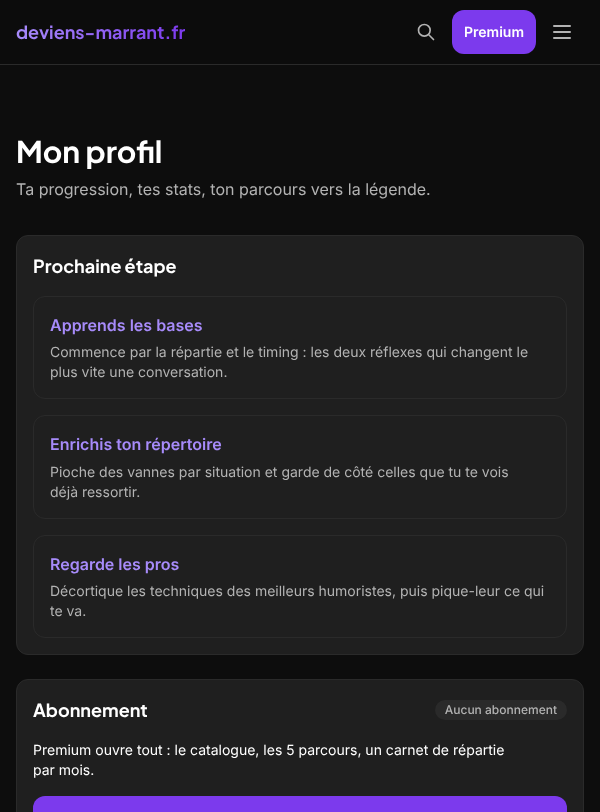 deviens-marrant.fr
Premium
Mon profil
Ta progression, tes stats, ton parcours vers la légende.
Prochaine étape
Apprends les bases
Commence par la répartie et le timing : les deux réflexes qui changent le
plus vite une conversation.
Enrichis ton répertoire
Pioche des vannes par situation et garde de côté celles que tu te vois
déjà ressortir.
Regarde les pros
Décortique les techniques des meilleurs humoristes, puis pique-leur ce qui
te va.
Abonnement
Aucun abonnement
Premium ouvre tout : le catalogue, les 5 parcours, un carnet de répartie
par mois.